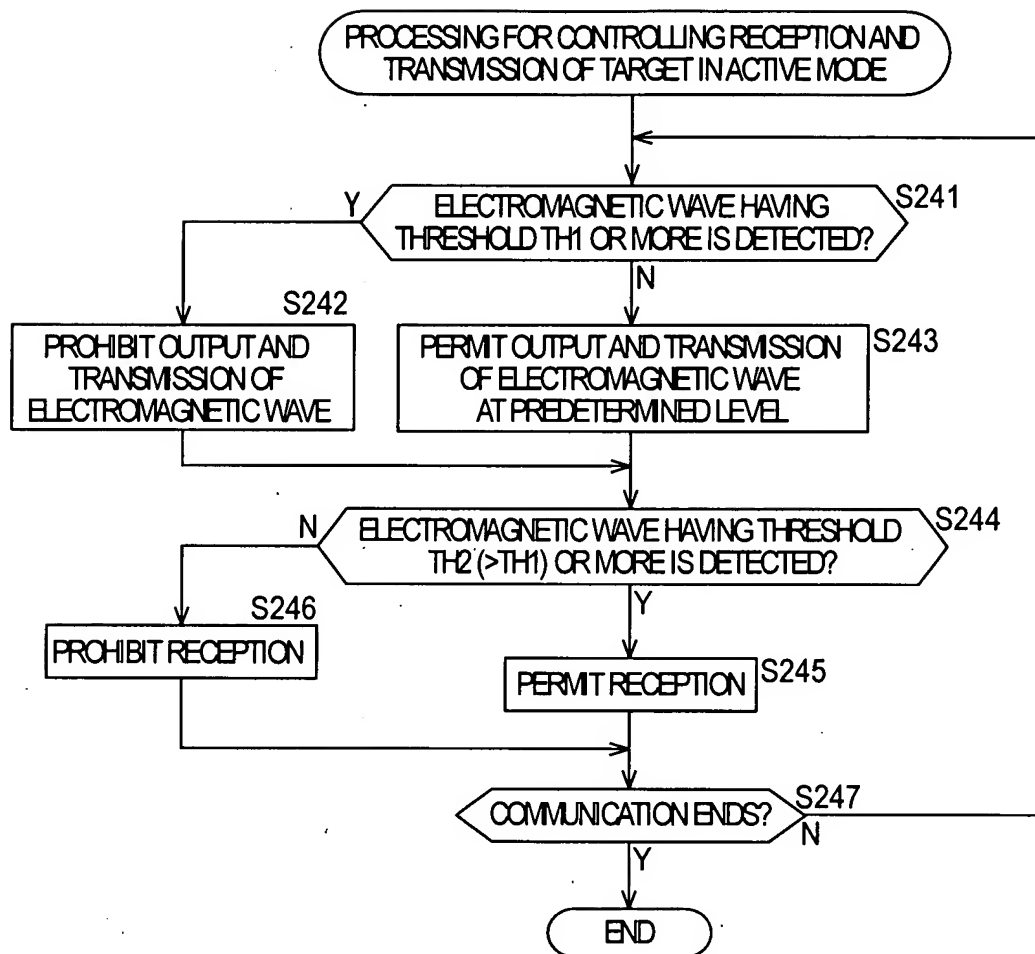 PROCESSING FOR CONTROLLING RECEPTION AND
TRANSMISSION OF TARGET IN ACTIVE MODE
S241
Y
ELECTROMAGNETIC WAVE HAVING
THRESHOLD TH1 OR MORE IS DETECTED?
N
S242
PROHIBIT OUTPUT AND
TRANSMISSION OF
ELECTROMAGNETIC WAVE
S243
PERMIT OUTPUT AND TRANSMISSION
OF ELECTROMAGNETIC WAVE
AT PREDETERMINED LEVEL
S244
N
ELECTROMAGNETIC WAVE HAVING THRESHOLD
TH2 (>TH1) OR MORE IS DETECTED?
Y
S246
PROHIBIT RECEPTION
S245
PERMIT RECEPTION
S247
COMMUNICATION ENDS?
N
Y
END